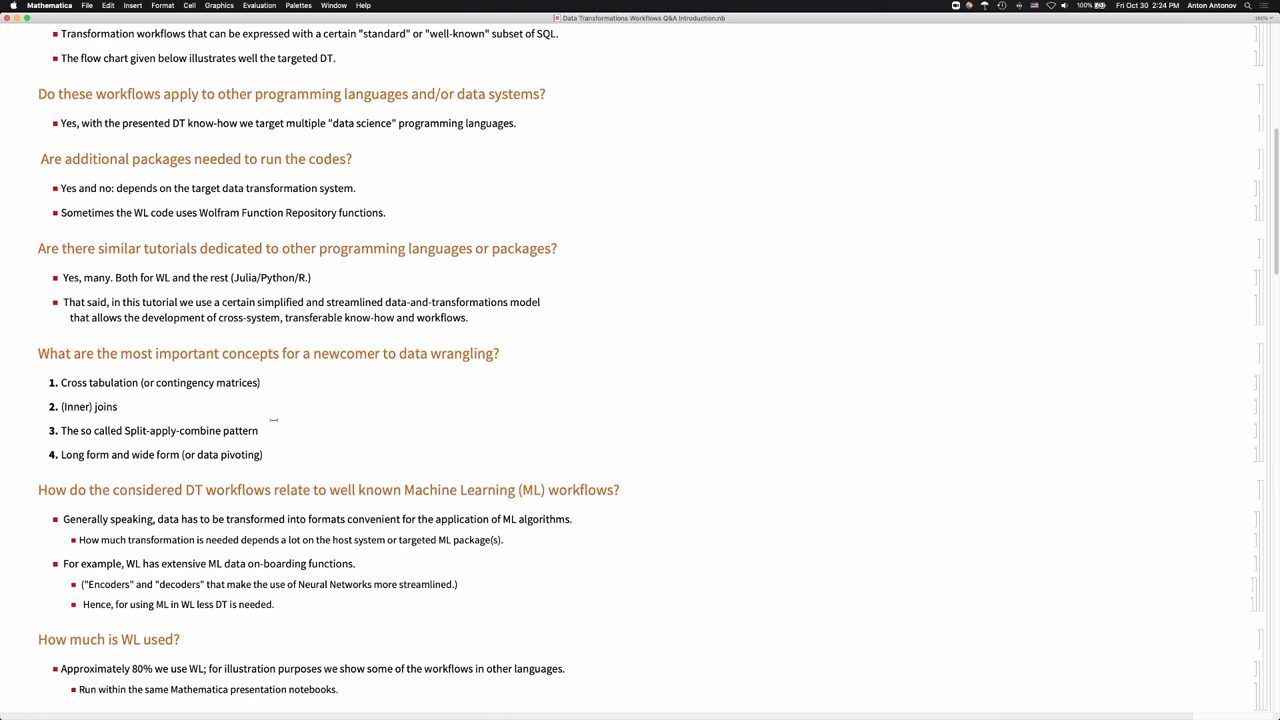 Mathematica File Edit Insert Format Cell Graphics Evaluation Palettes Window Help 100% Fri Oct 30 2:24 PM Anton Antonov
Data Transformations Workflows Q&A Introduction.nb
Transformation workflows that can be expressed with a certain "standard" or "well-known" subset of SQL.
The flow chart given below illustrates well the targeted DT.
Do these workflows apply to other programming languages and/or data systems?
Yes, with the presented DT know-how we target multiple "data science" programming languages.
Are additional packages needed to run the codes?
Yes and no: depends on the target data transformation system.
Sometimes the WL code uses Wolfram Function Repository functions.
Are there similar tutorials dedicated to other programming languages or packages?
Yes, many. Both for WL and the rest (Julia/Python/R.)
That said, in this tutorial we use a certain simplified and streamlined data-and-transformations model
that allows the development of cross-system, transferable know-how and workflows.
What are the most important concepts for a newcomer to data wrangling?
1. Cross tabulation (or contingency matrices)
2. (Inner) joins
3. The so called Split-apply-combine pattern
4. Long form and wide form (or data pivoting)
How do the considered DT workflows relate to well known Machine Learning (ML) workflows?
Generally speaking, data has to be transformed into formats convenient for the application of ML algorithms.
How much transformation is needed depends a lot on the host system or targeted ML package(s).
For example, WL has extensive ML data on-boarding functions.
("Encoders" and "decoders" that make the use of Neural Networks more streamlined.)
Hence, for using ML in WL less DT is needed.
How much is WL used?
Approximately 80% we use WL; for illustration purposes we show some of the workflows in other languages.
Run within the same Mathematica presentation notebooks.